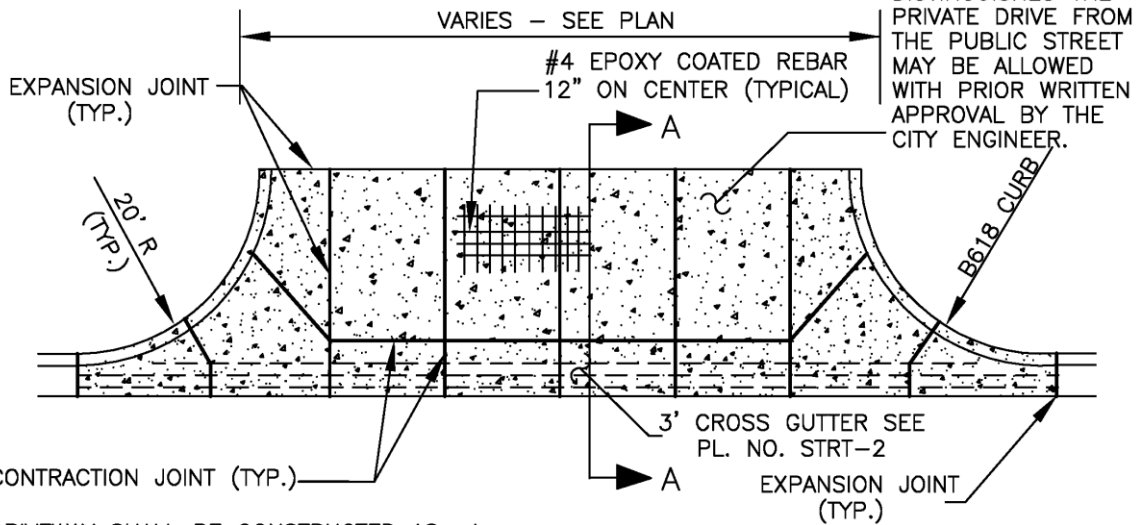 VARIES – SEE PLAN
PRIVATE DRIVE FROM
THE PUBLIC STREET
MAY BE ALLOWED
WITH PRIOR WRITTEN
APPROVAL BY THE
CITY ENGINEER.
#4 EPOXY COATED REBAR
12" ON CENTER (TYPICAL)
EXPANSION JOINT
(TYP.)
A
20' R
(TYP.)
B618 CURB
3' CROSS GUTTER SEE
PL. NO. STRT-2
CONTRACTION JOINT (TYP.)
A
EXPANSION JOINT
(TYP.)